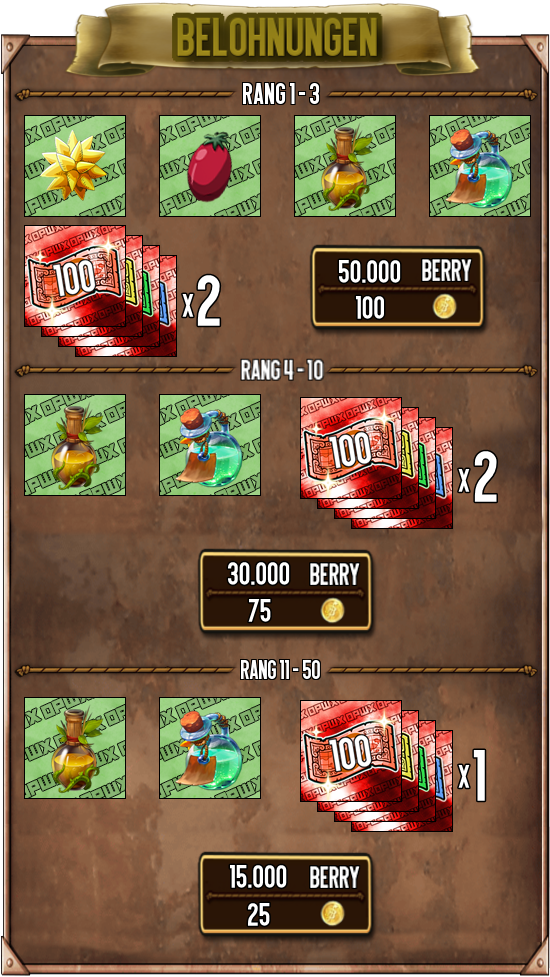 BELOHNUNGEN
RANG 1 - 3
100
x2
50.000 BERRY
100
RANG 4 - 10
100
x2
30.000 BERRY
75
RANG 11 - 50
100
x1
15.000 BERRY
25